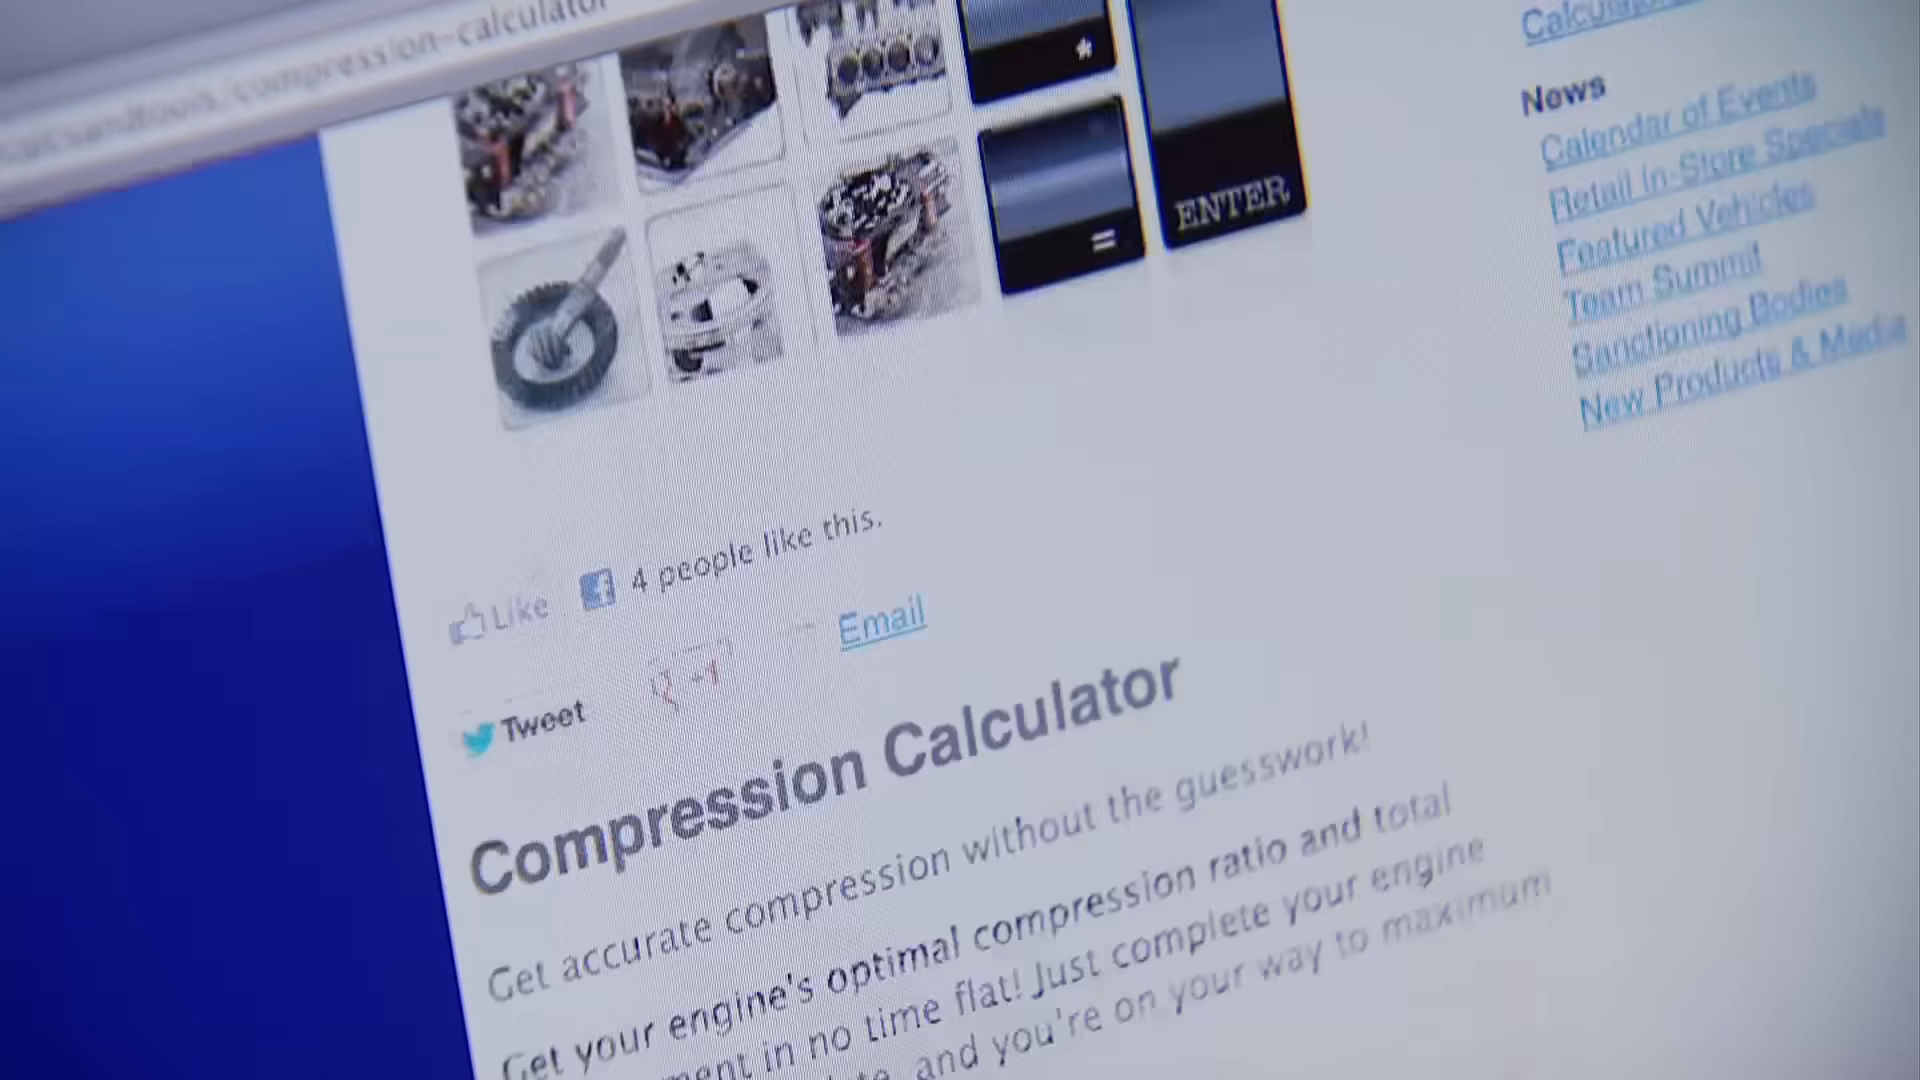 compression-calculator
*
=
ENTER
News
Calendar of Events
Retail In-Store Specials
Featured Vehicles
Team Summit
Sanctioning Bodies
New Products & Media
Like
4 people like this.
Tweet
Email
Compression Calculator
Get accurate compression without the guesswork!
Get your engine's optimal compression ratio and total
in no time flat! Just complete your engine
and you're on your way to maximum